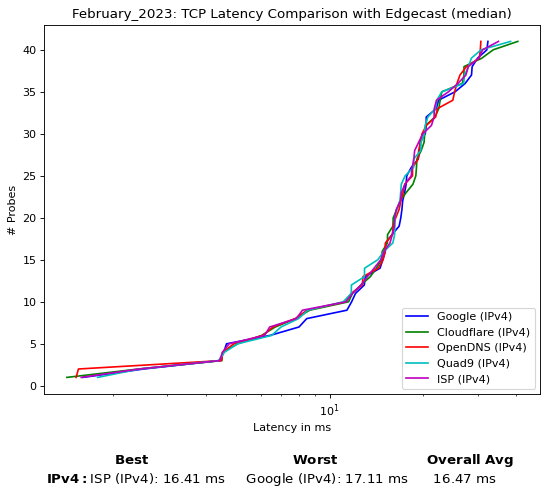 February_2023: TCP Latency Comparison with Edgecast (median)
40
35
30
25
20
15
10
5
0
# Probes
Google (IPv4)
Cloudflare (IPv4)
OpenDNS (IPv4)
Quad9 (IPv4)
ISP (IPv4)
10¹
Latency in ms
Best Worst Overall Avg
IPv4: ISP (IPv4): 16.41 ms Google (IPv4): 17.11 ms 16.47 ms